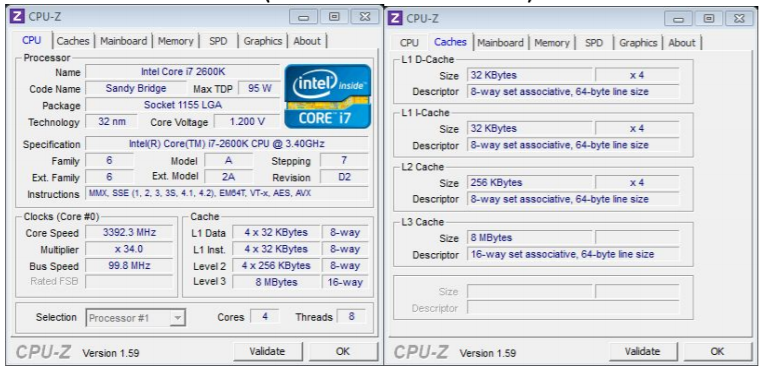 CPU-Z
CPU Caches Mainboard Memory SPD Graphics About
Processor
Name Intel Core i7 2600K
Code Name Sandy Bridge Max TDP 95 W
Package Socket 1155 LGA
Technology 32 nm Core Voltage 1.200 V
intel inside
CORE i7
Specification Intel(R) Core(TM) i7-2600K CPU @ 3.40GHz
Family 6 Model A Stepping 7
Ext. Family 6 Ext. Model 2A Revision D2
Instructions MMX, SSE (1, 2, 3, 3S, 4.1, 4.2), EM64T, VT-x, AES, AVX
Clocks (Core #0)
Core Speed 3392.3 MHz
Multiplier x 34.0
Bus Speed 99.8 MHz
Rated FSB
Cache
L1 Data 4 x 32 KBytes 8-way
L1 Inst. 4 x 32 KBytes 8-way
Level 2 4 x 256 KBytes 8-way
Level 3 8 MBytes 16-way
Selection Processor #1 Cores 4 Threads 8
CPU-Z Version 1.59 Validate OK
CPU-Z
CPU Caches Mainboard Memory SPD Graphics About
L1 D-Cache
Size 32 KBytes x 4
Descriptor 8-way set associative, 64-byte line size
L1 I-Cache
Size 32 KBytes x 4
Descriptor 8-way set associative, 64-byte line size
L2 Cache
Size 256 KBytes x 4
Descriptor 8-way set associative, 64-byte line size
L3 Cache
Size 8 MBytes
Descriptor 16-way set associative, 64-byte line size
Size
Descriptor
CPU-Z Version 1.59 Validate OK